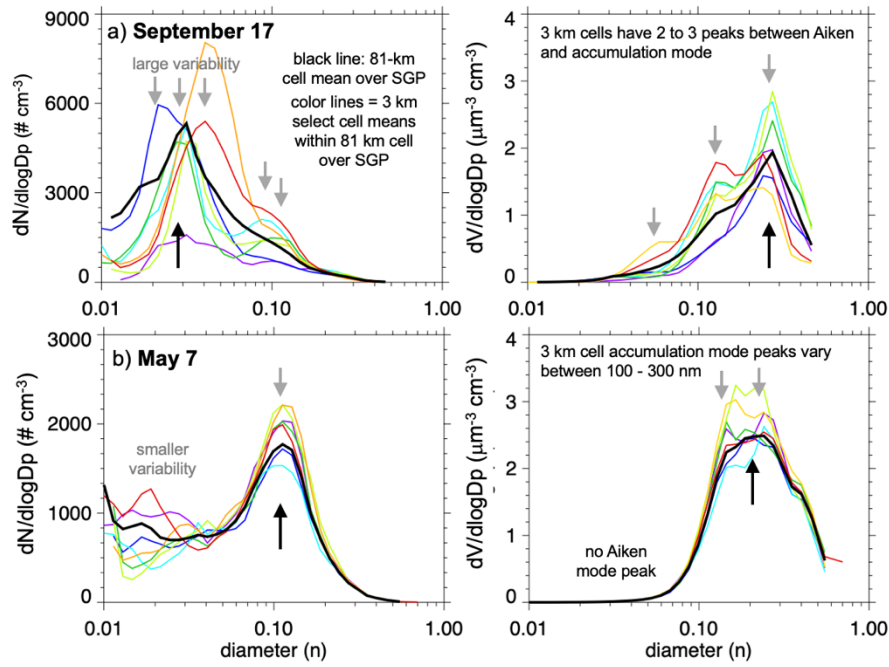 a) September 17
large variability
black line: 81-km
cell mean over SGP
color lines = 3 km
select cell means
within 81 km cell
over SGP
dN/dlogDp (# cm-3)
9000
6000
3000
0
0.01
0.10
1.00
3 km cells have 2 to 3 peaks between Aiken
and accumulation mode
dV/dlogDp (μm-3 cm-3)
4
3
2
1
0
0.01
0.10
1.00
b) May 7
smaller
variability
dN/dlogDp (# cm-3)
3000
2000
1000
0
0.01
0.10
1.00
diameter (n)
3 km cell accumulation mode peaks vary
between 100 - 300 nm
no Aiken
mode peak
dV/dlogDp (μm-3 cm-3)
4
3
2
1
0
0.01
0.10
1.00
diameter (n)